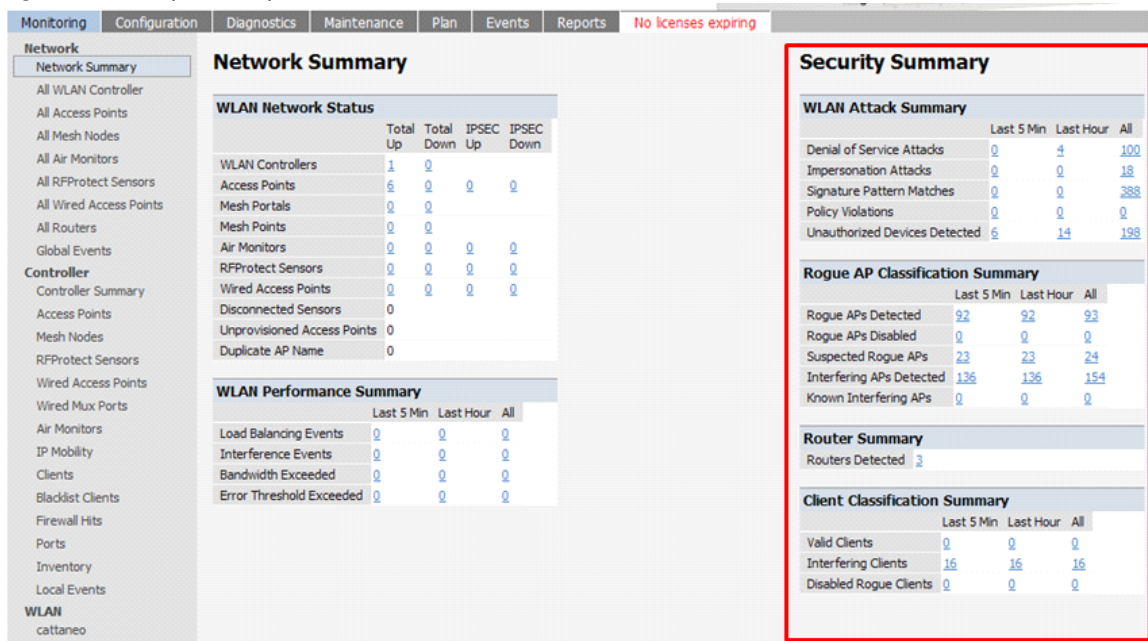 Monitoring Configuration Diagnostics Maintenance Plan Events Reports No licenses expiring
Network
Network Summary
All WLAN Controller
All Access Points
All Mesh Nodes
All Air Monitors
All RFProtect Sensors
All Wired Access Points
All Routers
Global Events
Controller
Controller Summary
Access Points
Mesh Nodes
RFProtect Sensors
Wired Access Points
Wired Mux Ports
Air Monitors
IP Mobility
Clients
Blacklist Clients
Firewall Hits
Ports
Inventory
Local Events
WLAN
cattaneo
Network Summary
WLAN Network Status
Total Up Total Down IPSEC Up IPSEC Down
WLAN Controllers 1 0
Access Points 6 0 0 0
Mesh Portals 0 0
Mesh Points 0 0
Air Monitors 0 0 0 0
RFProtect Sensors 0 0 0 0
Wired Access Points 0 0 0 0
Disconnected Sensors 0
Unprovisioned Access Points 0
Duplicate AP Name 0
WLAN Performance Summary
Last 5 Min Last Hour All
Load Balancing Events 0 0 0
Interference Events 0 0 0
Bandwidth Exceeded 0 0 0
Error Threshold Exceeded 0 0 0
Security Summary
WLAN Attack Summary
Last 5 Min Last Hour All
Denial of Service Attacks 0 4 100
Impersonation Attacks 0 0 18
Signature Pattern Matches 0 0 388
Policy Violations 0 0 0
Unauthorized Devices Detected 6 14 198
Rogue AP Classification Summary
Last 5 Min Last Hour All
Rogue APs Detected 92 92 93
Rogue APs Disabled 0 0 0
Suspected Rogue APs 23 23 24
Interfering APs Detected 136 136 154
Known Interfering APs 0 0 0
Router Summary
Routers Detected 3
Client Classification Summary
Last 5 Min Last Hour All
Valid Clients 0 0 0
Interfering Clients 16 16 16
Disabled Rogue Clients 0 0 0